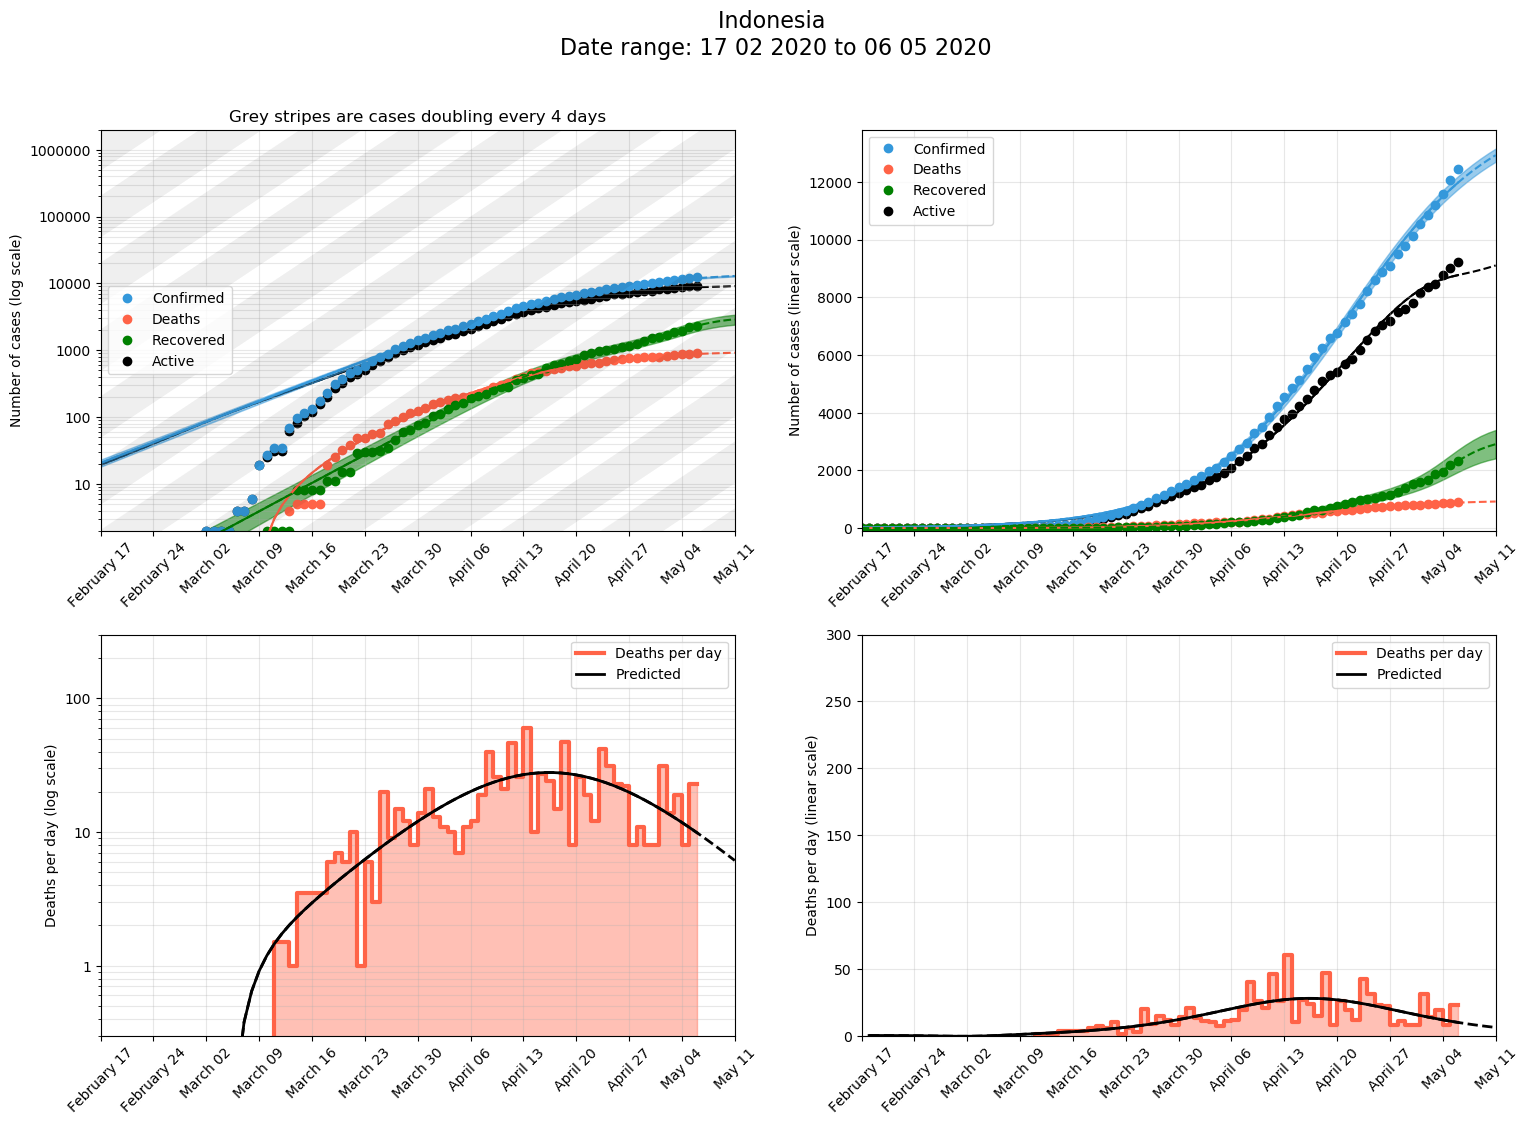 Indonesia
Date range: 17 02 2020 to 06 05 2020
Grey stripes are cases doubling every 4 days
Number of cases (log scale)
1000000
100000
10000
1000
100
10
Confirmed
Deaths
Recovered
Active
February 17
February 24
March 02
March 09
March 16
March 23
March 30
April 06
April 13
April 20
April 27
May 04
May 11
Number of cases (linear scale)
12000
10000
8000
6000
4000
2000
0
Confirmed
Deaths
Recovered
Active
February 17
February 24
March 02
March 09
March 16
March 23
March 30
April 06
April 13
April 20
April 27
May 04
May 11
Deaths per day (log scale)
100
10
1
Deaths per day
Predicted
February 17
February 24
March 02
March 09
March 16
March 23
March 30
April 06
April 13
April 20
April 27
May 04
May 11
Deaths per day (linear scale)
300
250
200
150
100
50
0
Deaths per day
Predicted
February 17
February 24
March 02
March 09
March 16
March 23
March 30
April 06
April 13
April 20
April 27
May 04
May 11